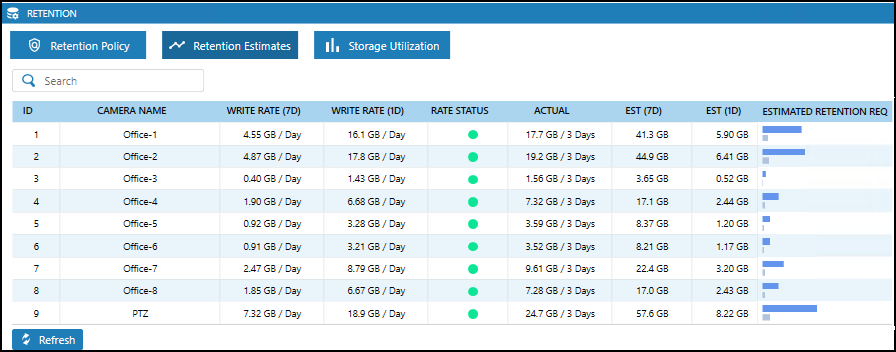 RETENTION
Retention Policy Retention Estimates Storage Utilization
Search
ID CAMERA NAME WRITE RATE (7D) WRITE RATE (1D) RATE STATUS ACTUAL EST (7D) EST (1D) ESTIMATED RETENTION REQ
1 Office-1 4.55 GB / Day 16.1 GB / Day 17.7 GB / 3 Days 41.3 GB 5.90 GB
2 Office-2 4.87 GB / Day 17.8 GB / Day 19.2 GB / 3 Days 44.9 GB 6.41 GB
3 Office-3 0.40 GB / Day 1.43 GB / Day 1.56 GB / 3 Days 3.65 GB 0.52 GB
4 Office-4 1.90 GB / Day 6.68 GB / Day 7.32 GB / 3 Days 17.1 GB 2.44 GB
5 Office-5 0.92 GB / Day 3.28 GB / Day 3.59 GB / 3 Days 8.37 GB 1.20 GB
6 Office-6 0.91 GB / Day 3.21 GB / Day 3.52 GB / 3 Days 8.21 GB 1.17 GB
7 Office-7 2.47 GB / Day 8.79 GB / Day 9.61 GB / 3 Days 22.4 GB 3.20 GB
8 Office-8 1.85 GB / Day 6.67 GB / Day 7.28 GB / 3 Days 17.0 GB 2.43 GB
9 PTZ 7.32 GB / Day 18.9 GB / Day 24.7 GB / 3 Days 57.6 GB 8.22 GB
Refresh